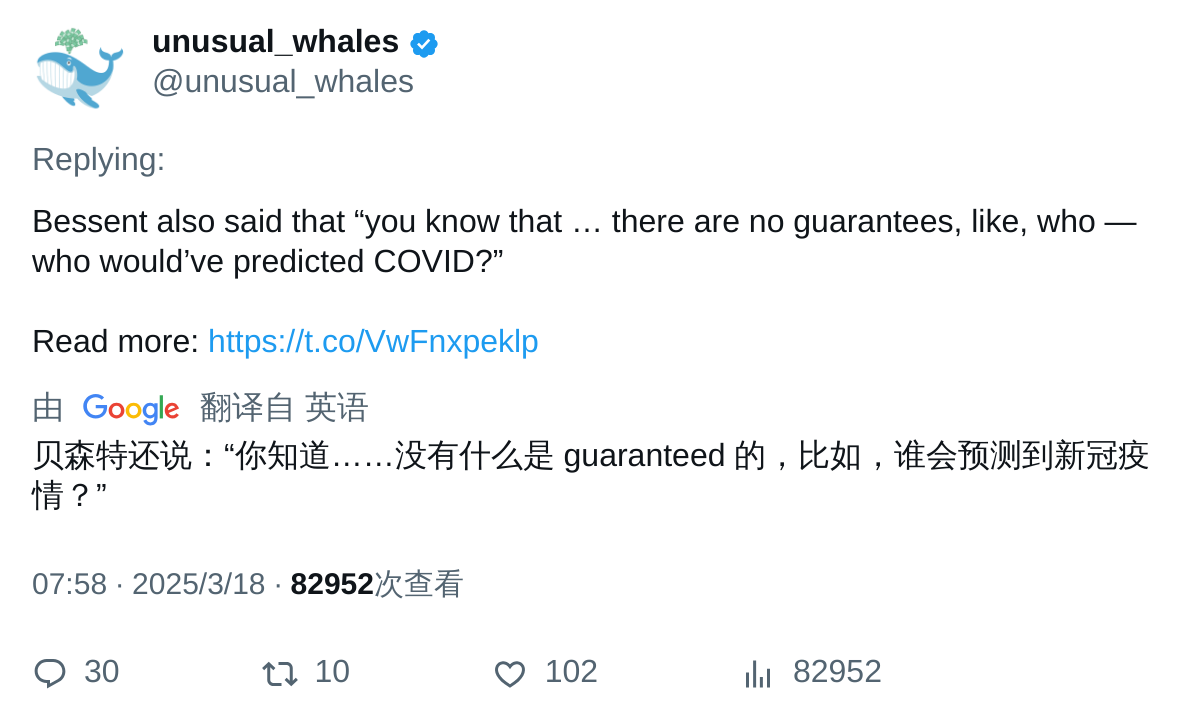 unusual_whales
@unusual_whales
Replying:
Bessent also said that “you know that … there are no guarantees, like, who —
who would’ve predicted COVID?”
Read more: https://t.co/VwFnxpeklp
由 Google 翻译自 英语
贝森特还说：“你知道……没有什么是 guaranteed 的，比如，谁会预测到新冠疫
情？”
07:58 · 2025/3/18 · 82952次查看
30 10 102 82952